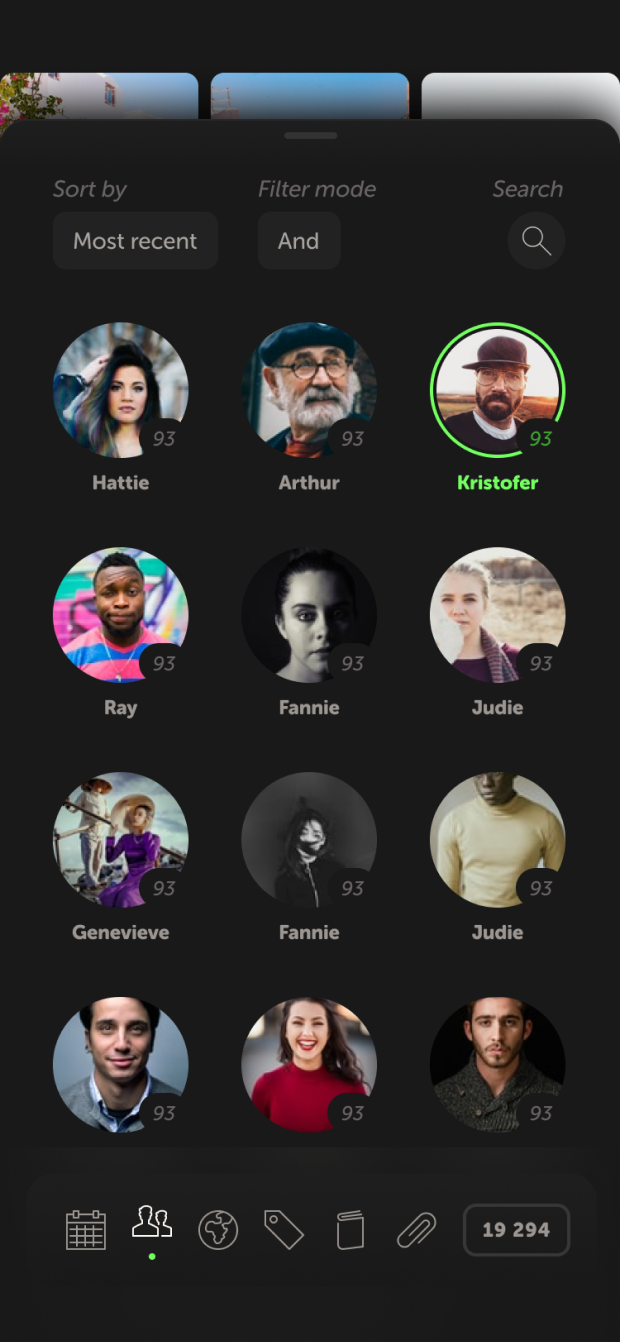 Sort by
Filter mode
Search
Most recent
And
93
93
93
Hattie
Arthur
Kristofer
93
93
93
Ray
Fannie
Judie
93
93
93
Genevieve
Fannie
Judie
93
93
93
19 294